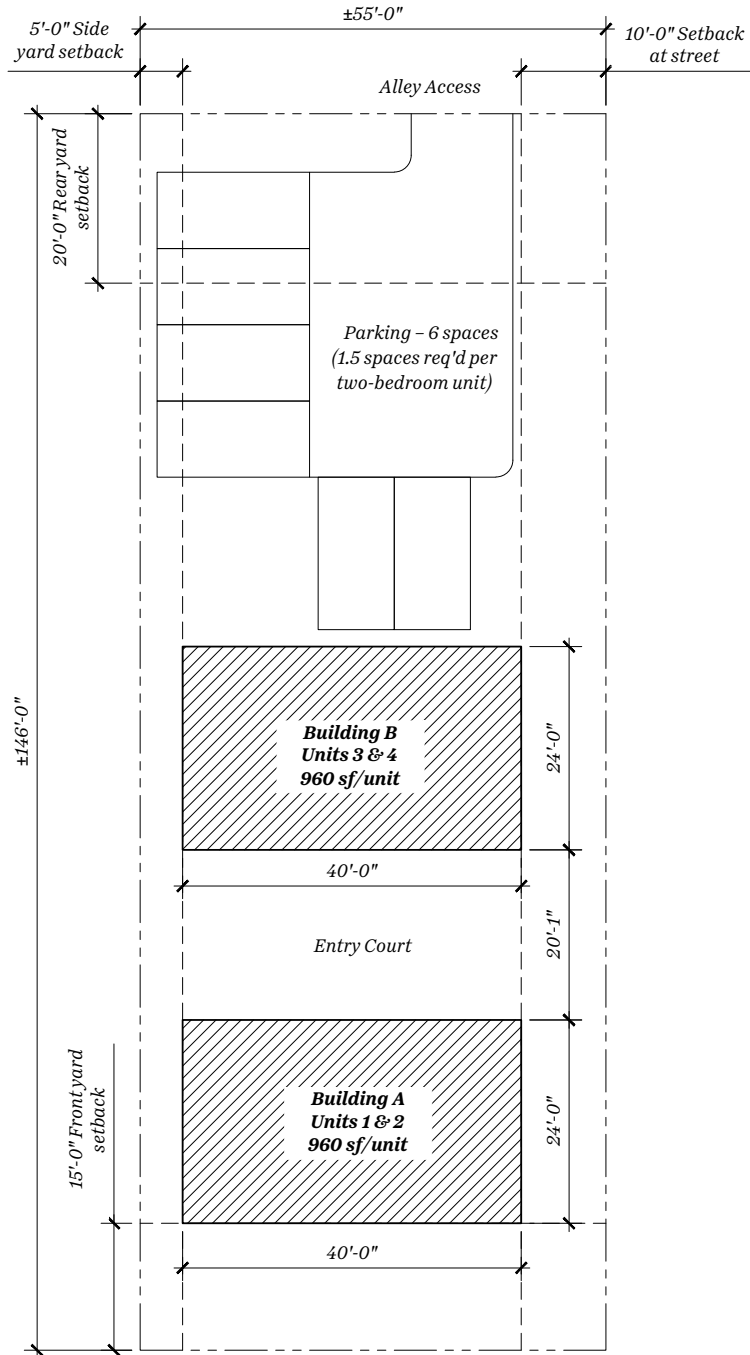 ±55'-0"
5'-0" Side
yard setback
10'-0" Setback
at street
Alley Access
20'-0" Rear yard
setback
Parking – 6 spaces
(1.5 spaces req'd per
two-bedroom unit)
±146'-0"
Building B
Units 3 & 4
960 sf/unit
24'-0"
40'-0"
Entry Court
20'-1"
15'-0" Front yard
setback
Building A
Units 1 & 2
960 sf/unit
24'-0"
40'-0"